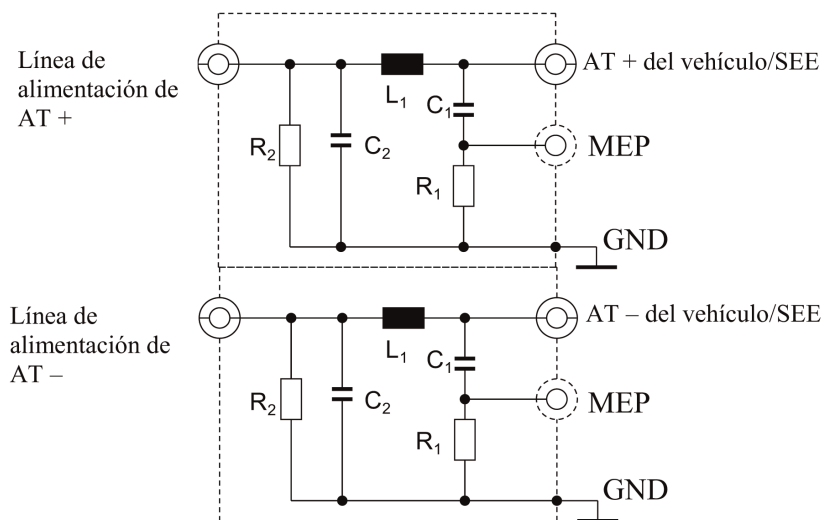 Línea de
alimentación de
AT +
AT + del vehículo/SEE
L₁
C₁
R₂
C₂
MEP
R₁
GND
Línea de
alimentación de
AT –
AT – del vehículo/SEE
L₁
C₁
R₂
C₂
MEP
R₁
GND